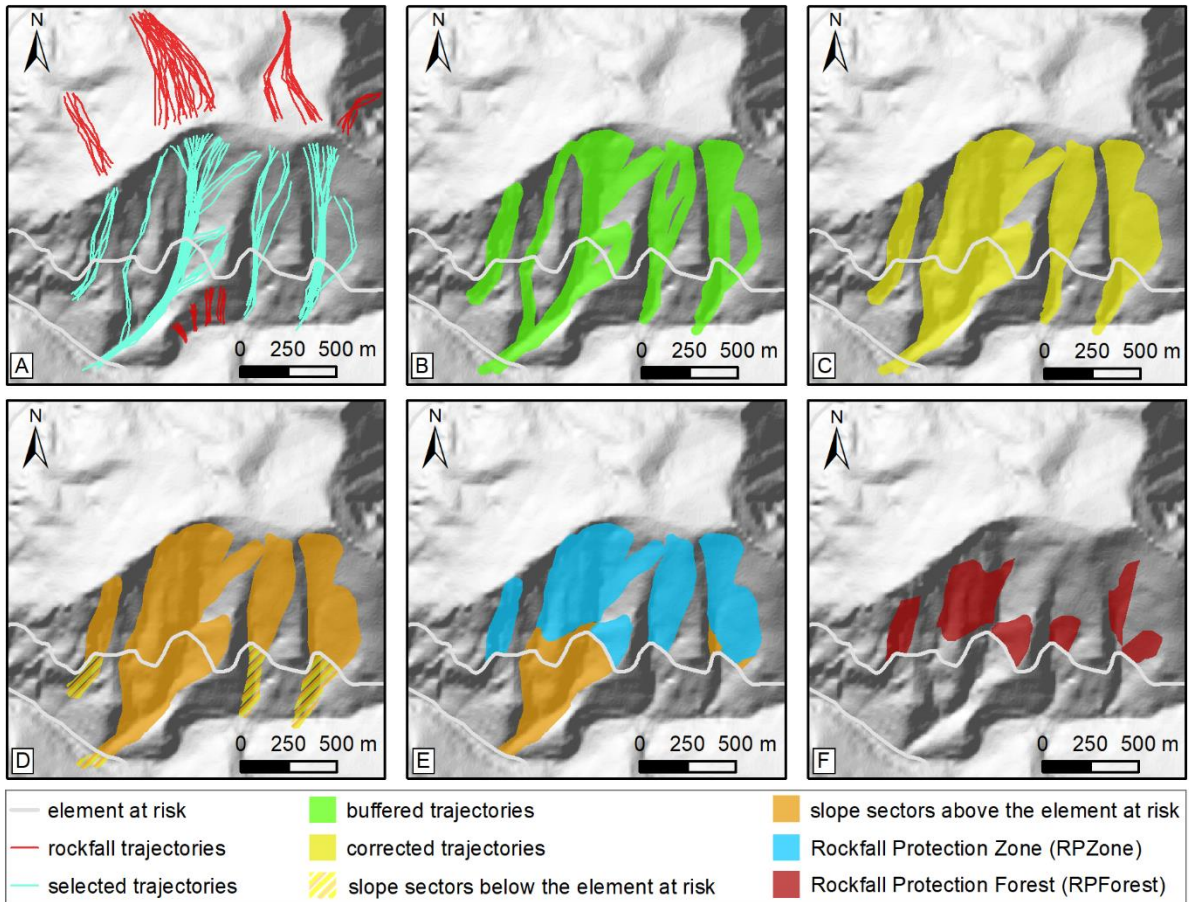 N
A
0 250 500 m
N
B
0 250 500 m
N
C
0 250 500 m
N
D
0 250 500 m
N
E
0 250 500 m
N
F
0 250 500 m
element at risk
rockfall trajectories
selected trajectories
buffered trajectories
corrected trajectories
slope sectors below the element at risk
slope sectors above the element at risk
Rockfall Protection Zone (RPZone)
Rockfall Protection Forest (RPForest)